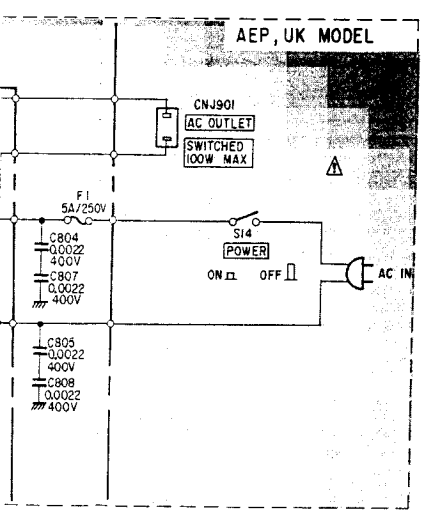 AEP, UK MODEL
CNJ901
AC OUTLET
SWITCHED
100W MAX
F1
5A/250V
S14
POWER
ON OFF
AC IN
C804
0.0022
400V
C807
0.0022
400V
C805
0.0022
400V
C808
0.0022
400V